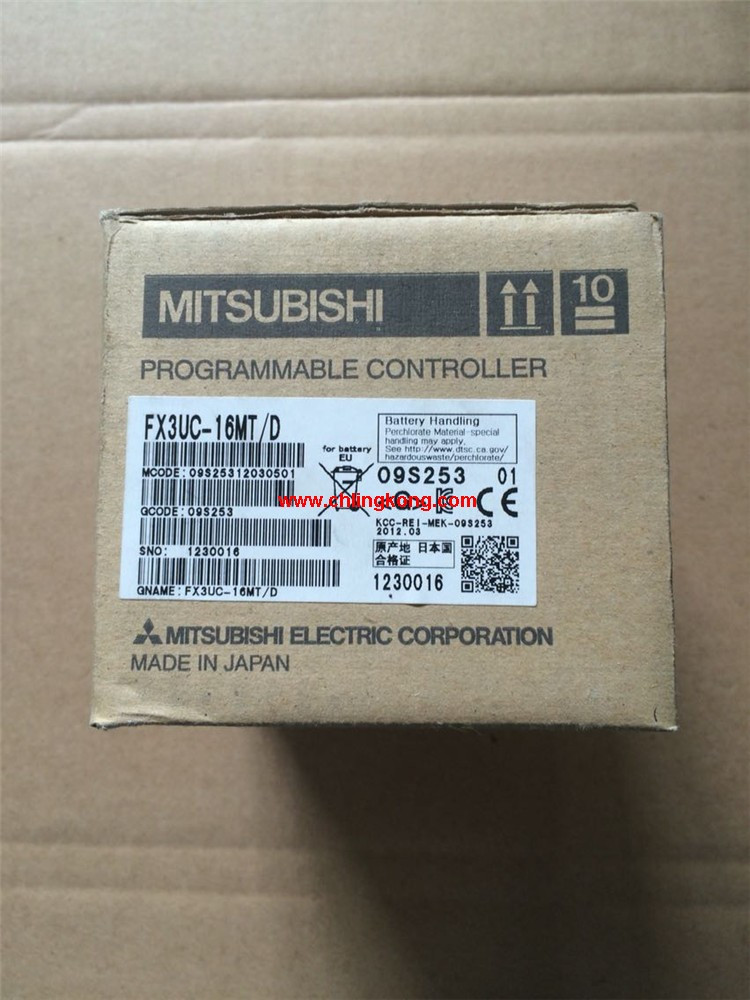 MITSUBISHI
10
PROGRAMMABLE CONTROLLER
FX3UC-16MT/D
Battery Handling
Perchlorate Material-special
handling may apply.
See http://www.dtsc.ca.gov/
hazardouswaste/perchlorate/
for battery
EU
MCODE: 09S25312030501
09S253 01
www.chlingkong.com
GCODE: 09S253
KCC-REI-MEK-09S253
2012.03
SNO: 1230016
原产地 日本国
合格证
1230016
GNAME: FX3UC-16MT/D
MITSUBISHI ELECTRIC CORPORATION
MADE IN JAPAN